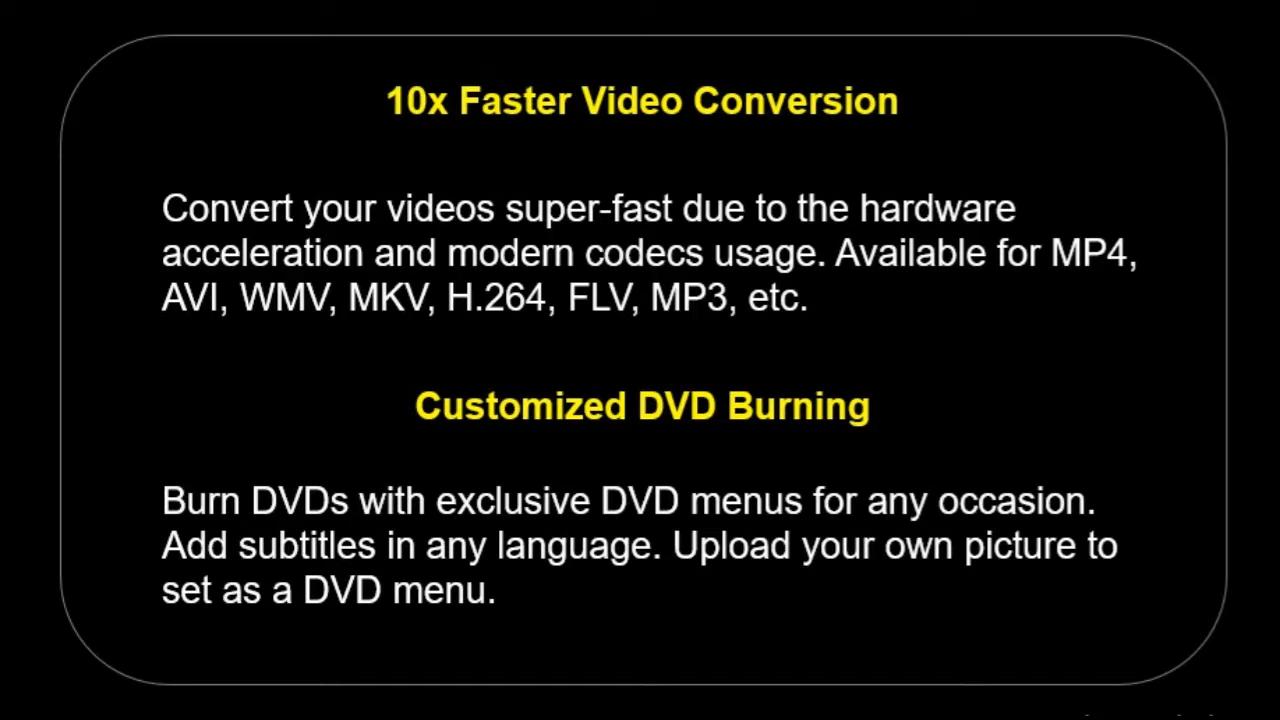 10x Faster Video Conversion
Convert your videos super-fast due to the hardware
acceleration and modern codecs usage. Available for MP4,
AVI, WMV, MKV, H.264, FLV, MP3, etc.
Customized DVD Burning
Burn DVDs with exclusive DVD menus for any occasion.
Add subtitles in any language. Upload your own picture to
set as a DVD menu.